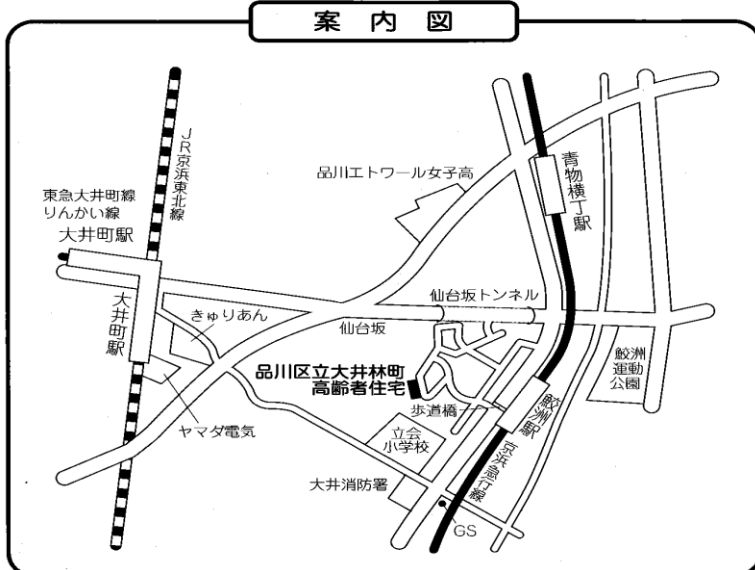 案内図
JR京浜東北線
東急大井町線
りんかい線
大井町駅
大井町駅
きゅりあん
ヤマダ電気
品川エトワール女子高
青物横丁駅
仙台坂トンネル
仙台坂
品川区立大井林町
高齢者住宅
歩道橋
鮫洲駅
鮫洲
運動
公園
立会
小学校
京浜急行線
大井消防署
GS